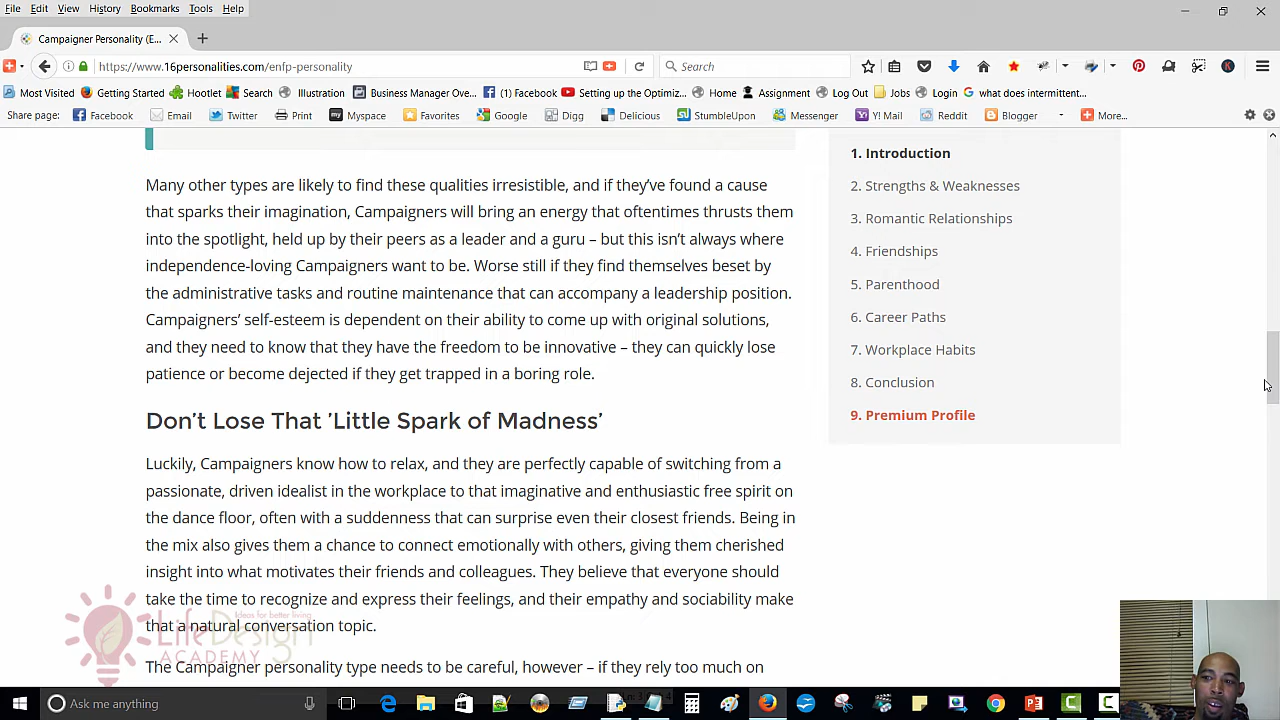 File Edit View History Bookmarks Tools Help
Campaigner Personality (E...
https://www.16personalities.com/enfp-personality
Search
K
Most Visited Getting Started Hootlet Search Illustration Business Manager Ove... (1) Facebook Setting up the Optimiz... Home Assignment Log Out Jobs Login what does intermittent...
Share page: Facebook Email Twitter Print Myspace Favorites Google Digg Delicious StumbleUpon Messenger Y! Mail Reddit Blogger More...
Many other types are likely to find these qualities irresistible, and if they've found a cause
that sparks their imagination, Campaigners will bring an energy that oftentimes thrusts them
into the spotlight, held up by their peers as a leader and a guru – but this isn't always where
independence-loving Campaigners want to be. Worse still if they find themselves beset by
the administrative tasks and routine maintenance that can accompany a leadership position.
Campaigners' self-esteem is dependent on their ability to come up with original solutions,
and they need to know that they have the freedom to be innovative – they can quickly lose
patience or become dejected if they get trapped in a boring role.
Don't Lose That 'Little Spark of Madness'
Luckily, Campaigners know how to relax, and they are perfectly capable of switching from a
passionate, driven idealist in the workplace to that imaginative and enthusiastic free spirit on
the dance floor, often with a suddenness that can surprise even their closest friends. Being in
the mix also gives them a chance to connect emotionally with others, giving them cherished
insight into what motivates their friends and colleagues. They believe that everyone should
take the time to recognize and express their feelings, and their empathy and sociability make
that a natural conversation topic.
The Campaigner personality type needs to be careful, however – if they rely too much on
1. Introduction
2. Strengths & Weaknesses
3. Romantic Relationships
4. Friendships
5. Parenthood
6. Career Paths
7. Workplace Habits
8. Conclusion
9. Premium Profile
Ideas for better living
LifeDesign
ACADEMY
Ask me anything